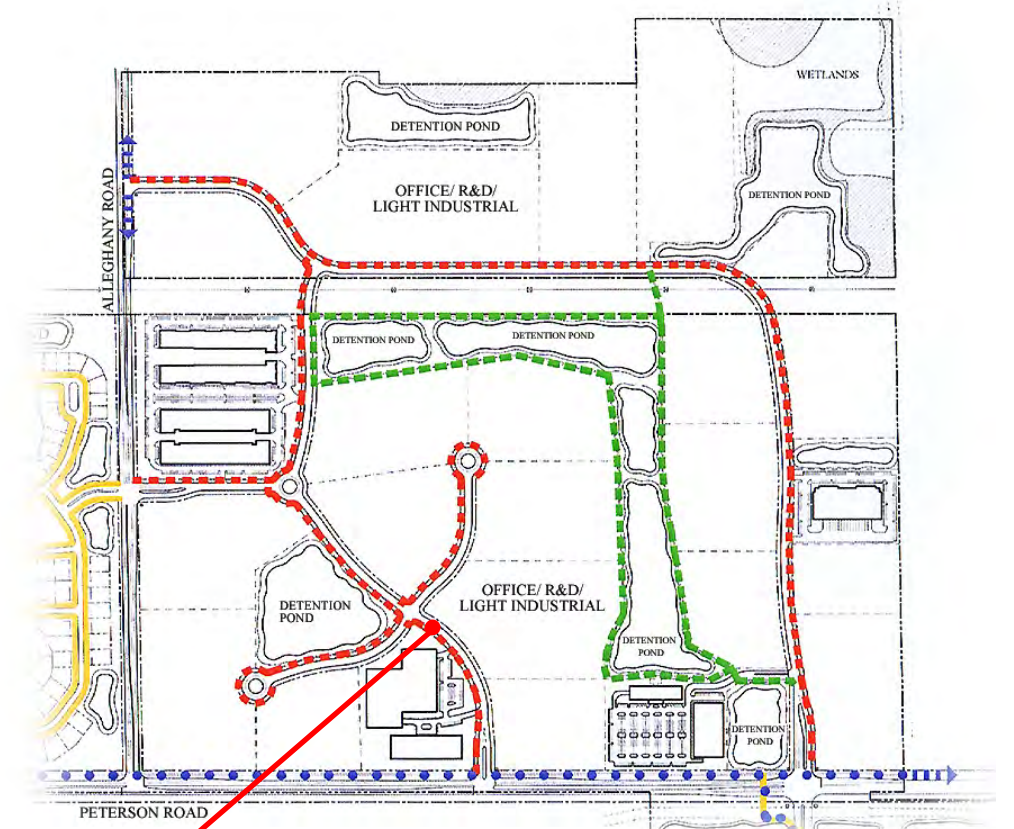 WETLANDS
DETENTION POND
OFFICE/ R&D/
LIGHT INDUSTRIAL
DETENTION POND
ALLEGHANY ROAD
DETENTION POND
DETENTION POND
OFFICE/ R&D/
LIGHT INDUSTRIAL
DETENTION
POND
DETENTION
POND
DETENTION
POND
PETERSON ROAD